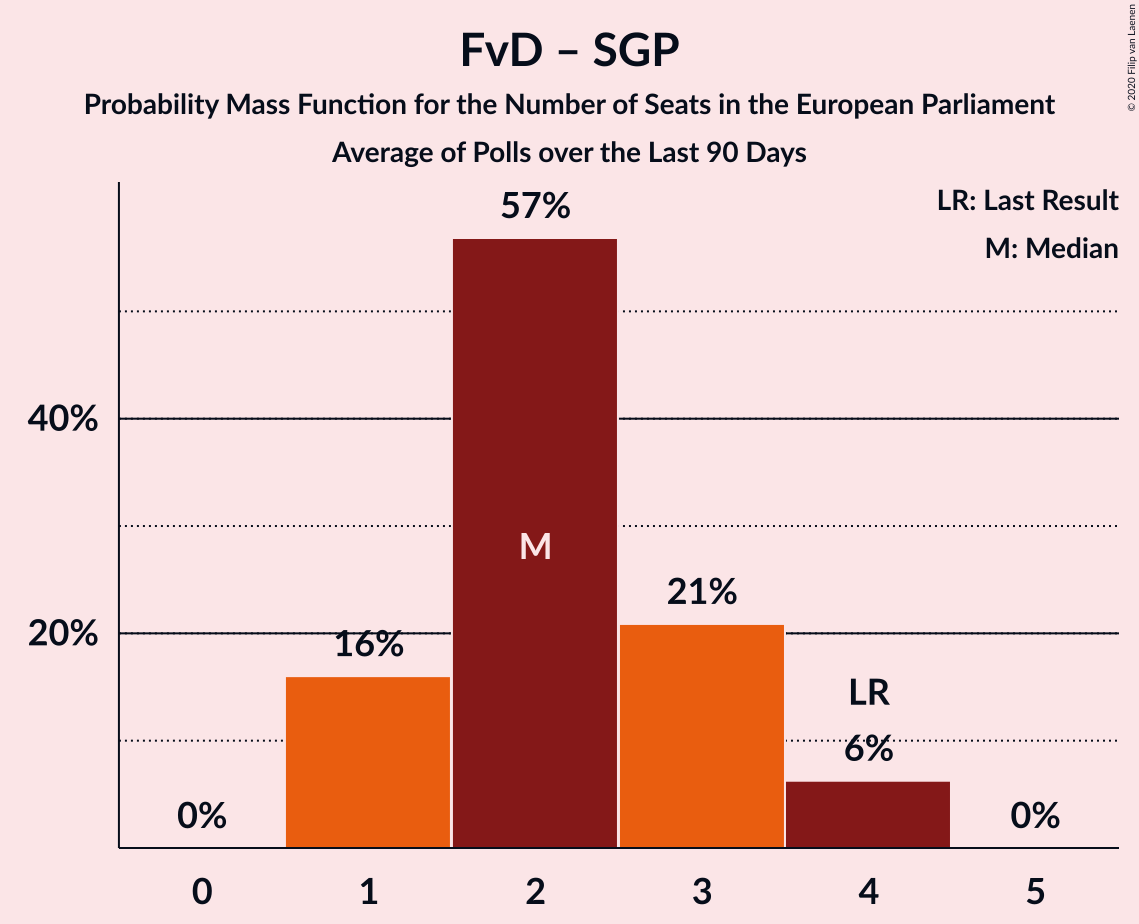 FvD – SGP
Probability Mass Function for the Number of Seats in the European Parliament
Average of Polls over the Last 90 Days
© 2020 Filip van Laenen
LR: Last Result
M: Median
57%
40%
M
21%
20%
16%
LR
6%
0%
0%
0 1 2 3 4 5